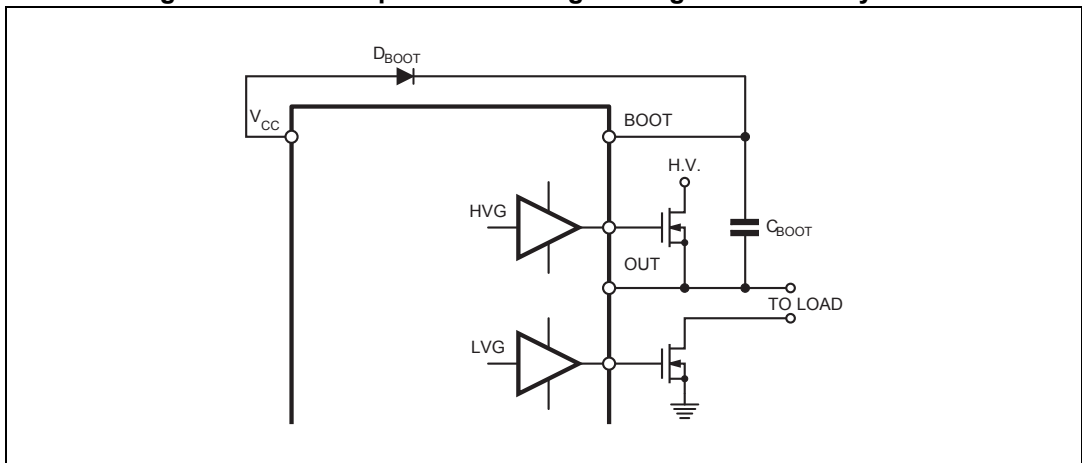 D_BOOT
V_CC
BOOT
H.V.
HVG
C_BOOT
OUT
TO LOAD
LVG